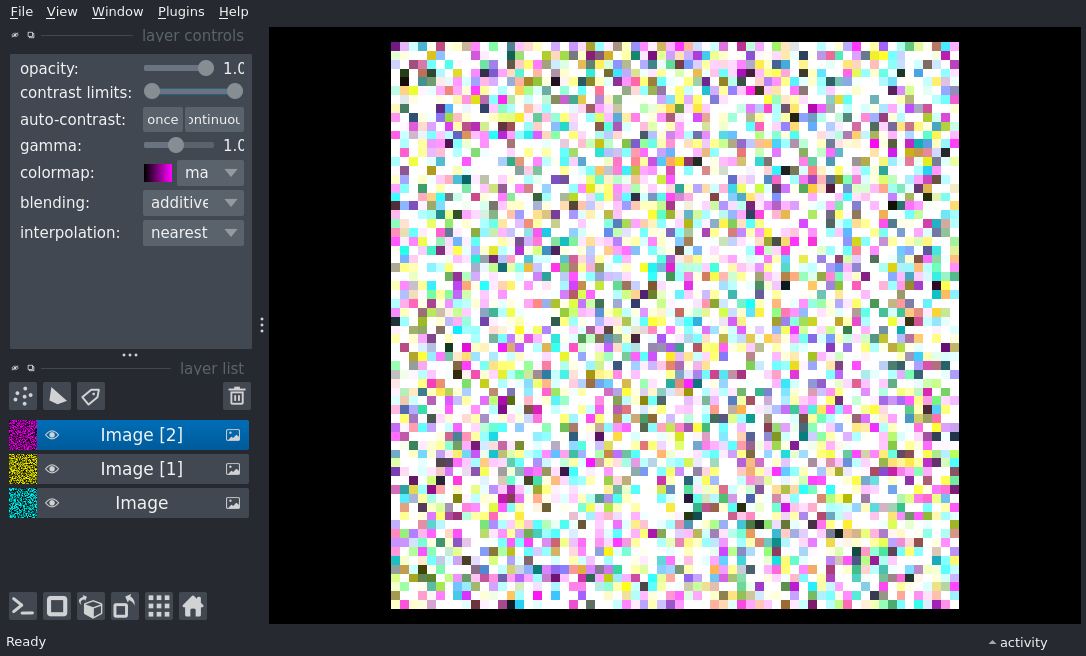 File View Window Plugins Help
layer controls
opacity: 1.0
contrast limits:
auto-contrast: once ontinuou
gamma: 1.0
colormap: ma
blending: additive
interpolation: nearest
layer list
Image [2]
Image [1]
Image
Ready activity